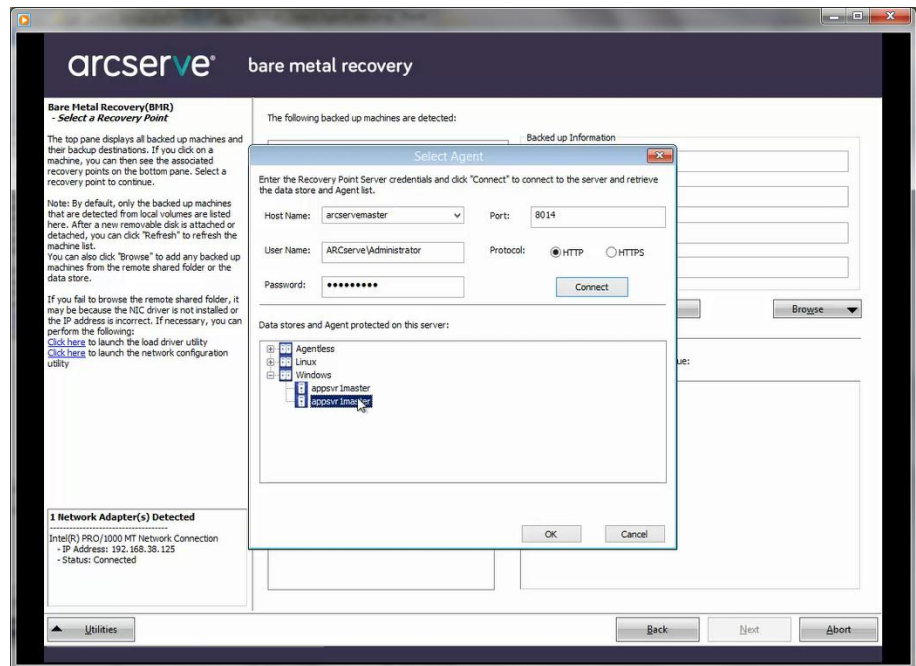 arcserve® bare metal recovery
Bare Metal Recovery(BMR)
- Select a Recovery Point
The top pane displays all backed up machines and
their backup destinations. If you click on a
machine, you can then see the associated
recovery points on the bottom pane. Select a
recovery point to continue.
Note: By default, only the backed up machines
that are detected from local volumes are listed
here. After a new removable disk is attached or
detached, you can click "Refresh" to refresh the
machine list.
You can also click "Browse" to add any backed up
machines from the remote shared folder or the
data store.
If you fail to browse the remote shared folder, it
may be because the NIC driver is not installed or
the IP address is incorrect. If necessary, you can
perform the following:
Click here to launch the load driver utility
Click here to launch the network configuration
utility
1 Network Adapter(s) Detected
Intel(R) PRO/1000 MT Network Connection
- IP Address: 192.168.38.125
- Status: Connected
The following backed up machines are detected:
Backed up Information
Select Agent
Enter the Recovery Point Server credentials and click "Connect" to connect to the server and retrieve
the data store and Agent list.
Host Name: arcservemaster Port: 8014
User Name: ARCserve\Administrator Protocol: HTTP HTTPS
Password: ●●●●●●●●● Connect
Data stores and Agent protected on this server:
Agentless
Linux
Windows
appsvr1master
appsvr1master
OK Cancel
Browse
ue:
Utilities Back Next Abort